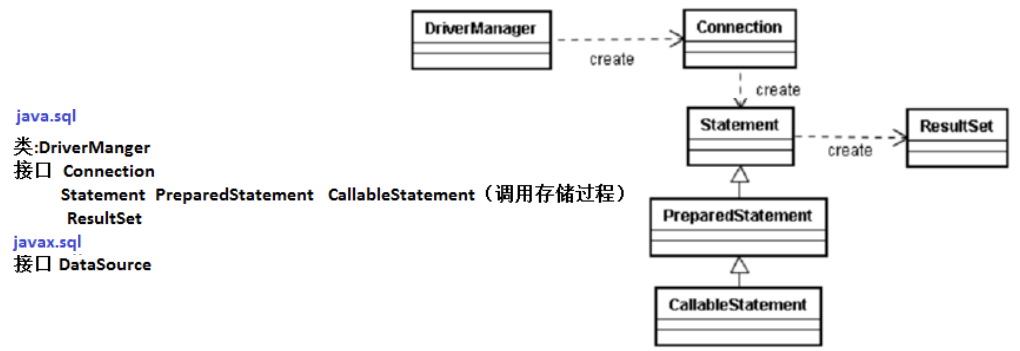 java.sql
类:DriverManger
接口 Connection
Statement PreparedStatement CallableStatement（调用存储过程）
ResultSet
javax.sql
接口 DataSource
DriverManager
create
Connection
create
Statement
create
ResultSet
PreparedStatement
CallableStatement